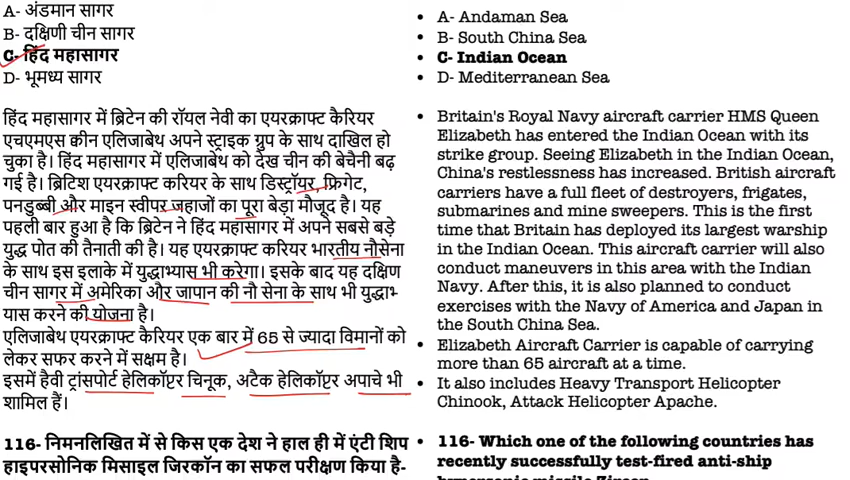 A- अंडमान सागर
B- दक्षिणी चीन सागर
C- हिंद महासागर
D- भूमध्य सागर
हिंद महासागर में ब्रिटेन की रॉयल नेवी का एयरक्राफ्ट कैरियर
एचएमएस क्वीन एलिजाबेथ अपने स्ट्राइक ग्रुप के साथ दाखिल हो
चुका है। हिंद महासागर में एलिजाबेथ को देख चीन की बेचैनी बढ़
गई है। ब्रिटिश एयरक्राफ्ट करियर के साथ डिस्ट्रॉयर, फ्रिगेट,
पनडुब्बी और माइन स्वीपर जहाजों का पूरा बेड़ा मौजूद है। यह
पहली बार हुआ है कि ब्रिटेन ने हिंद महासागर में अपने सबसे बड़े
युद्ध पोत की तैनाती की है। यह एयरक्राफ्ट करियर भारतीय नौसेना
के साथ इस इलाके में युद्धाभ्यास भी करेगा। इसके बाद यह दक्षिण
चीन सागर में अमेरिका और जापान की नौ सेना के साथ भी युद्धाभ्
यास करने की योजना है।
एलिजाबेथ एयरक्राफ्ट कैरियर एक बार में 65 से ज्यादा विमानों को
लेकर सफर करने में सक्षम है।
इसमें हैवी ट्रांसपोर्ट हेलिकॉप्टर चिनूक, अटैक हेलिकॉप्टर अपाचे भी
शामिल हैं।
116- निमनलिखित में से किस एक देश ने हाल ही में एंटी शिप
हाइपरसोनिक मिसाइल जिरकॉन का सफल परीक्षण किया है-
• A- Andaman Sea
• B- South China Sea
• C- Indian Ocean
• D- Mediterranean Sea
• Britain's Royal Navy aircraft carrier HMS Queen
Elizabeth has entered the Indian Ocean with its
strike group. Seeing Elizabeth in the Indian Ocean,
China's restlessness has increased. British aircraft
carriers have a full fleet of destroyers, frigates,
submarines and mine sweepers. This is the first
time that Britain has deployed its largest warship
in the Indian Ocean. This aircraft carrier will also
conduct maneuvers in this area with the Indian
Navy. After this, it is also planned to conduct
exercises with the Navy of America and Japan in
the South China Sea.
• Elizabeth Aircraft Carrier is capable of carrying
more than 65 aircraft at a time.
• It also includes Heavy Transport Helicopter
Chinook, Attack Helicopter Apache.
• 116- Which one of the following countries has
recently successfully test-fired anti-ship
hypersonic missile Zircon